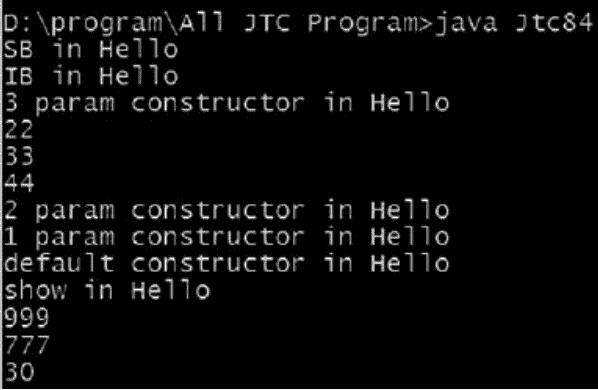 D:\program\All JTC Program>java Jtc84
SB in Hello
IB in Hello
3 param constructor in Hello
22
33
44
2 param constructor in Hello
1 param constructor in Hello
default constructor in Hello
show in Hello
999
777
30